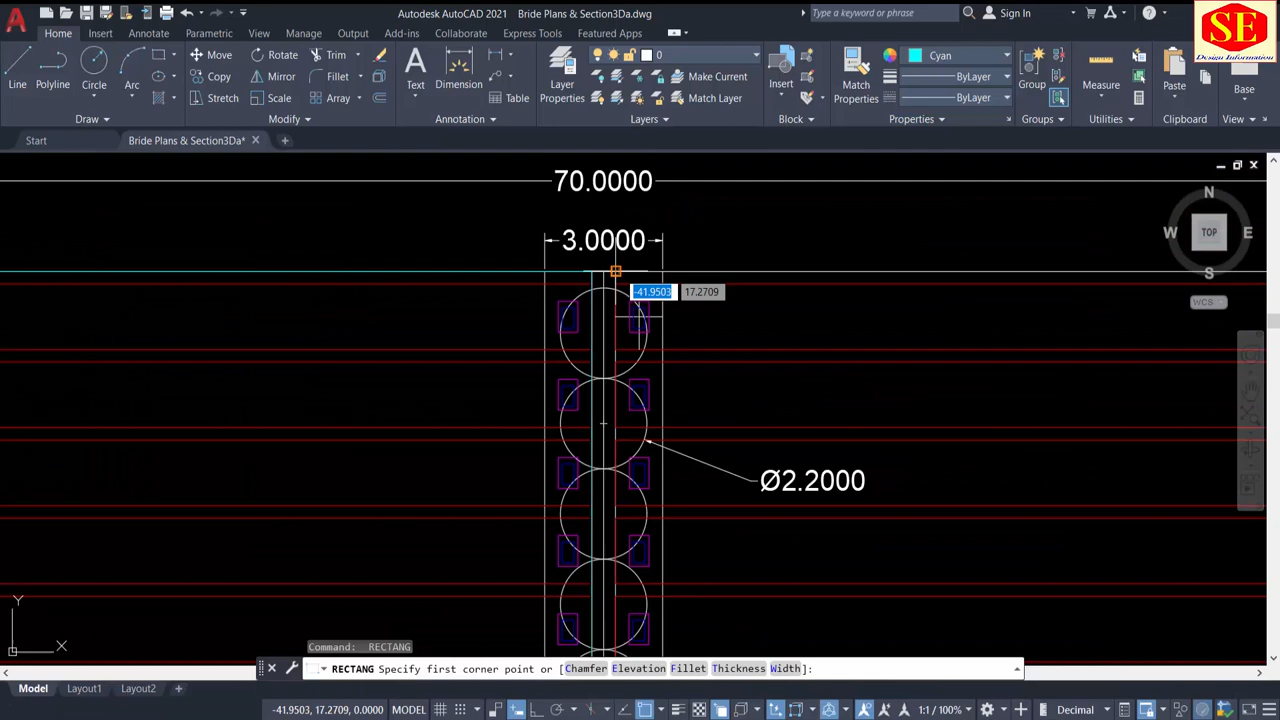 Autodesk AutoCAD 2021 Bride Plans & Section3Da.dwg
Type a keyword or phrase
Sign In
SE
Design Information
Home Insert Annotate Parametric View Manage Output Add-ins Collaborate Express Tools Featured Apps
Line Polyline Circle Arc
Move Rotate Trim
Copy Mirror Fillet
Stretch Scale Array
Text Dimension Table
Layer Properties
0
Make Current
Match Layer
Insert
Match Properties
Cyan
ByLayer
ByLayer
Group
Measure
Paste
Base
Draw Modify Annotation Layers Block Properties Groups Utilities Clipboard View
Start Bride Plans & Section3Da*
70.0000
3.0000
-41.9503 17.2709
Ø2.2000
N
W TOP E
S
WCS
Y
X
Command: RECTANG
RECTANG Specify first corner point or [Chamfer Elevation Fillet Thickness Width]:
Model Layout1 Layout2
-41.9503, 17.2709, 0.0000 MODEL 1:1 / 100% Decimal